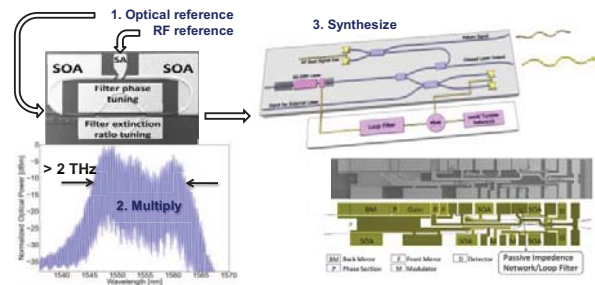 1. Optical reference
RF reference
SOA
SA
SOA
Filter phase
tuning
Filter extinction
ratio tuning
> 2 THz
2. Multiply
Normalized Optical Power [dBm]
0
-5
-10
-15
-20
-25
-30
-35
1540
1550
1560
1570
Wavelength [nm]
3. Synthesize
Loop Filter
Mixer
BM
P
Gain
P
F
SOA
SOA
D
SOA
M
M
SOA
D
BM Back Mirror
F Front Mirror
D Detector
P Phase Section
M Modulator
Passive Impedence
Network/Loop Filter